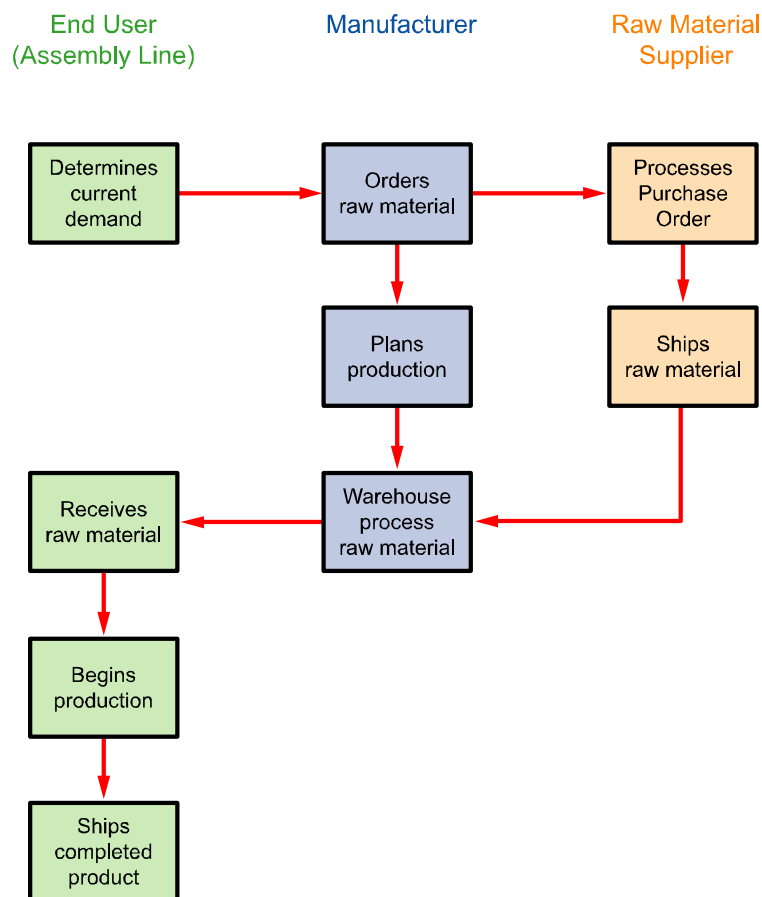 End User
(Assembly Line)
Manufacturer
Raw Material
Supplier
Determines
current
demand
Orders
raw material
Processes
Purchase
Order
Plans
production
Ships
raw material
Receives
raw material
Warehouse
process
raw material
Begins
production
Ships
completed
product